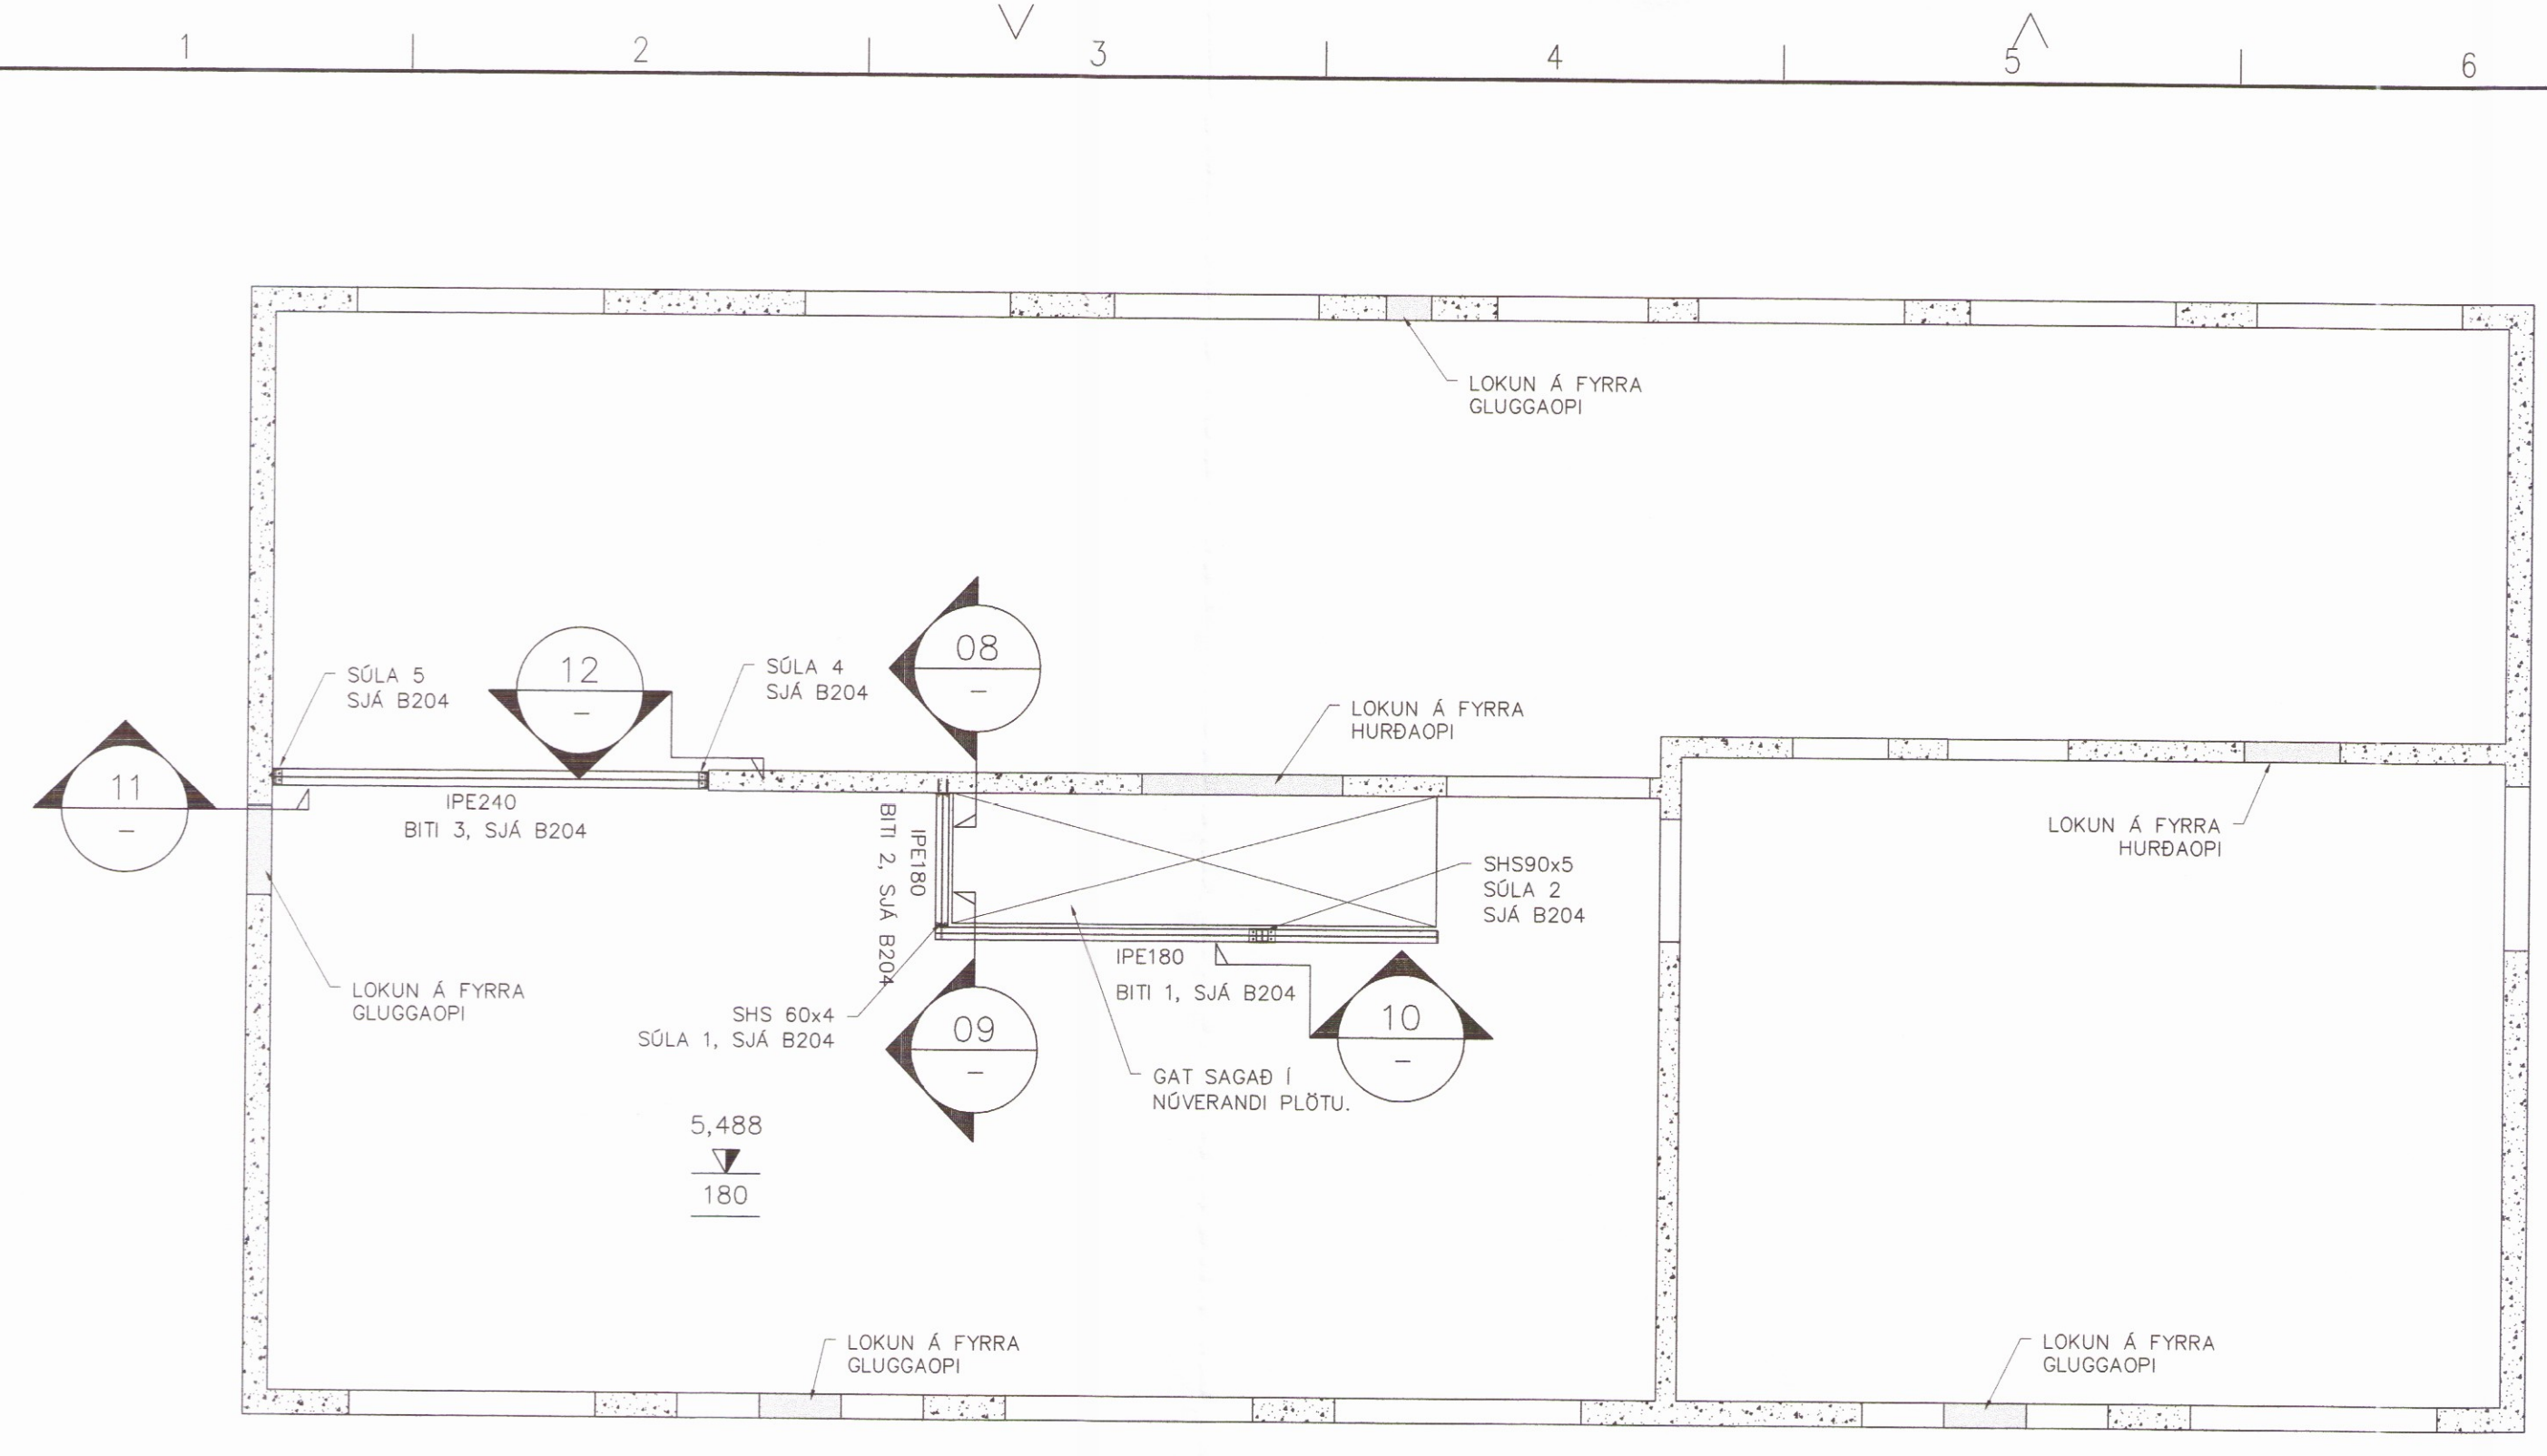 1 2 3 4 5 6
LOKUN Á FYRRA
GLUGGAOPI
08
–
12
–
SÚLA 5
SJÁ B204
SÚLA 4
SJÁ B204
LOKUN Á FYRRA
HURÐAOPI
11
–
IPE240
BITI 3, SJÁ B204
IPE180
BITI 2, SJÁ B204
LOKUN Á FYRRA
HURÐAOPI
SHS90x5
SÚLA 2
SJÁ B204
IPE180
BITI 1, SJÁ B204
LOKUN Á FYRRA
GLUGGAOPI
SHS 60x4
SÚLA 1, SJÁ B204
09
–
10
–
GAT SAGAÐ Í
NÚVERANDI PLÖTU.
5,488
180
LOKUN Á FYRRA
GLUGGAOPI
LOKUN Á FYRRA
GLUGGAOPI